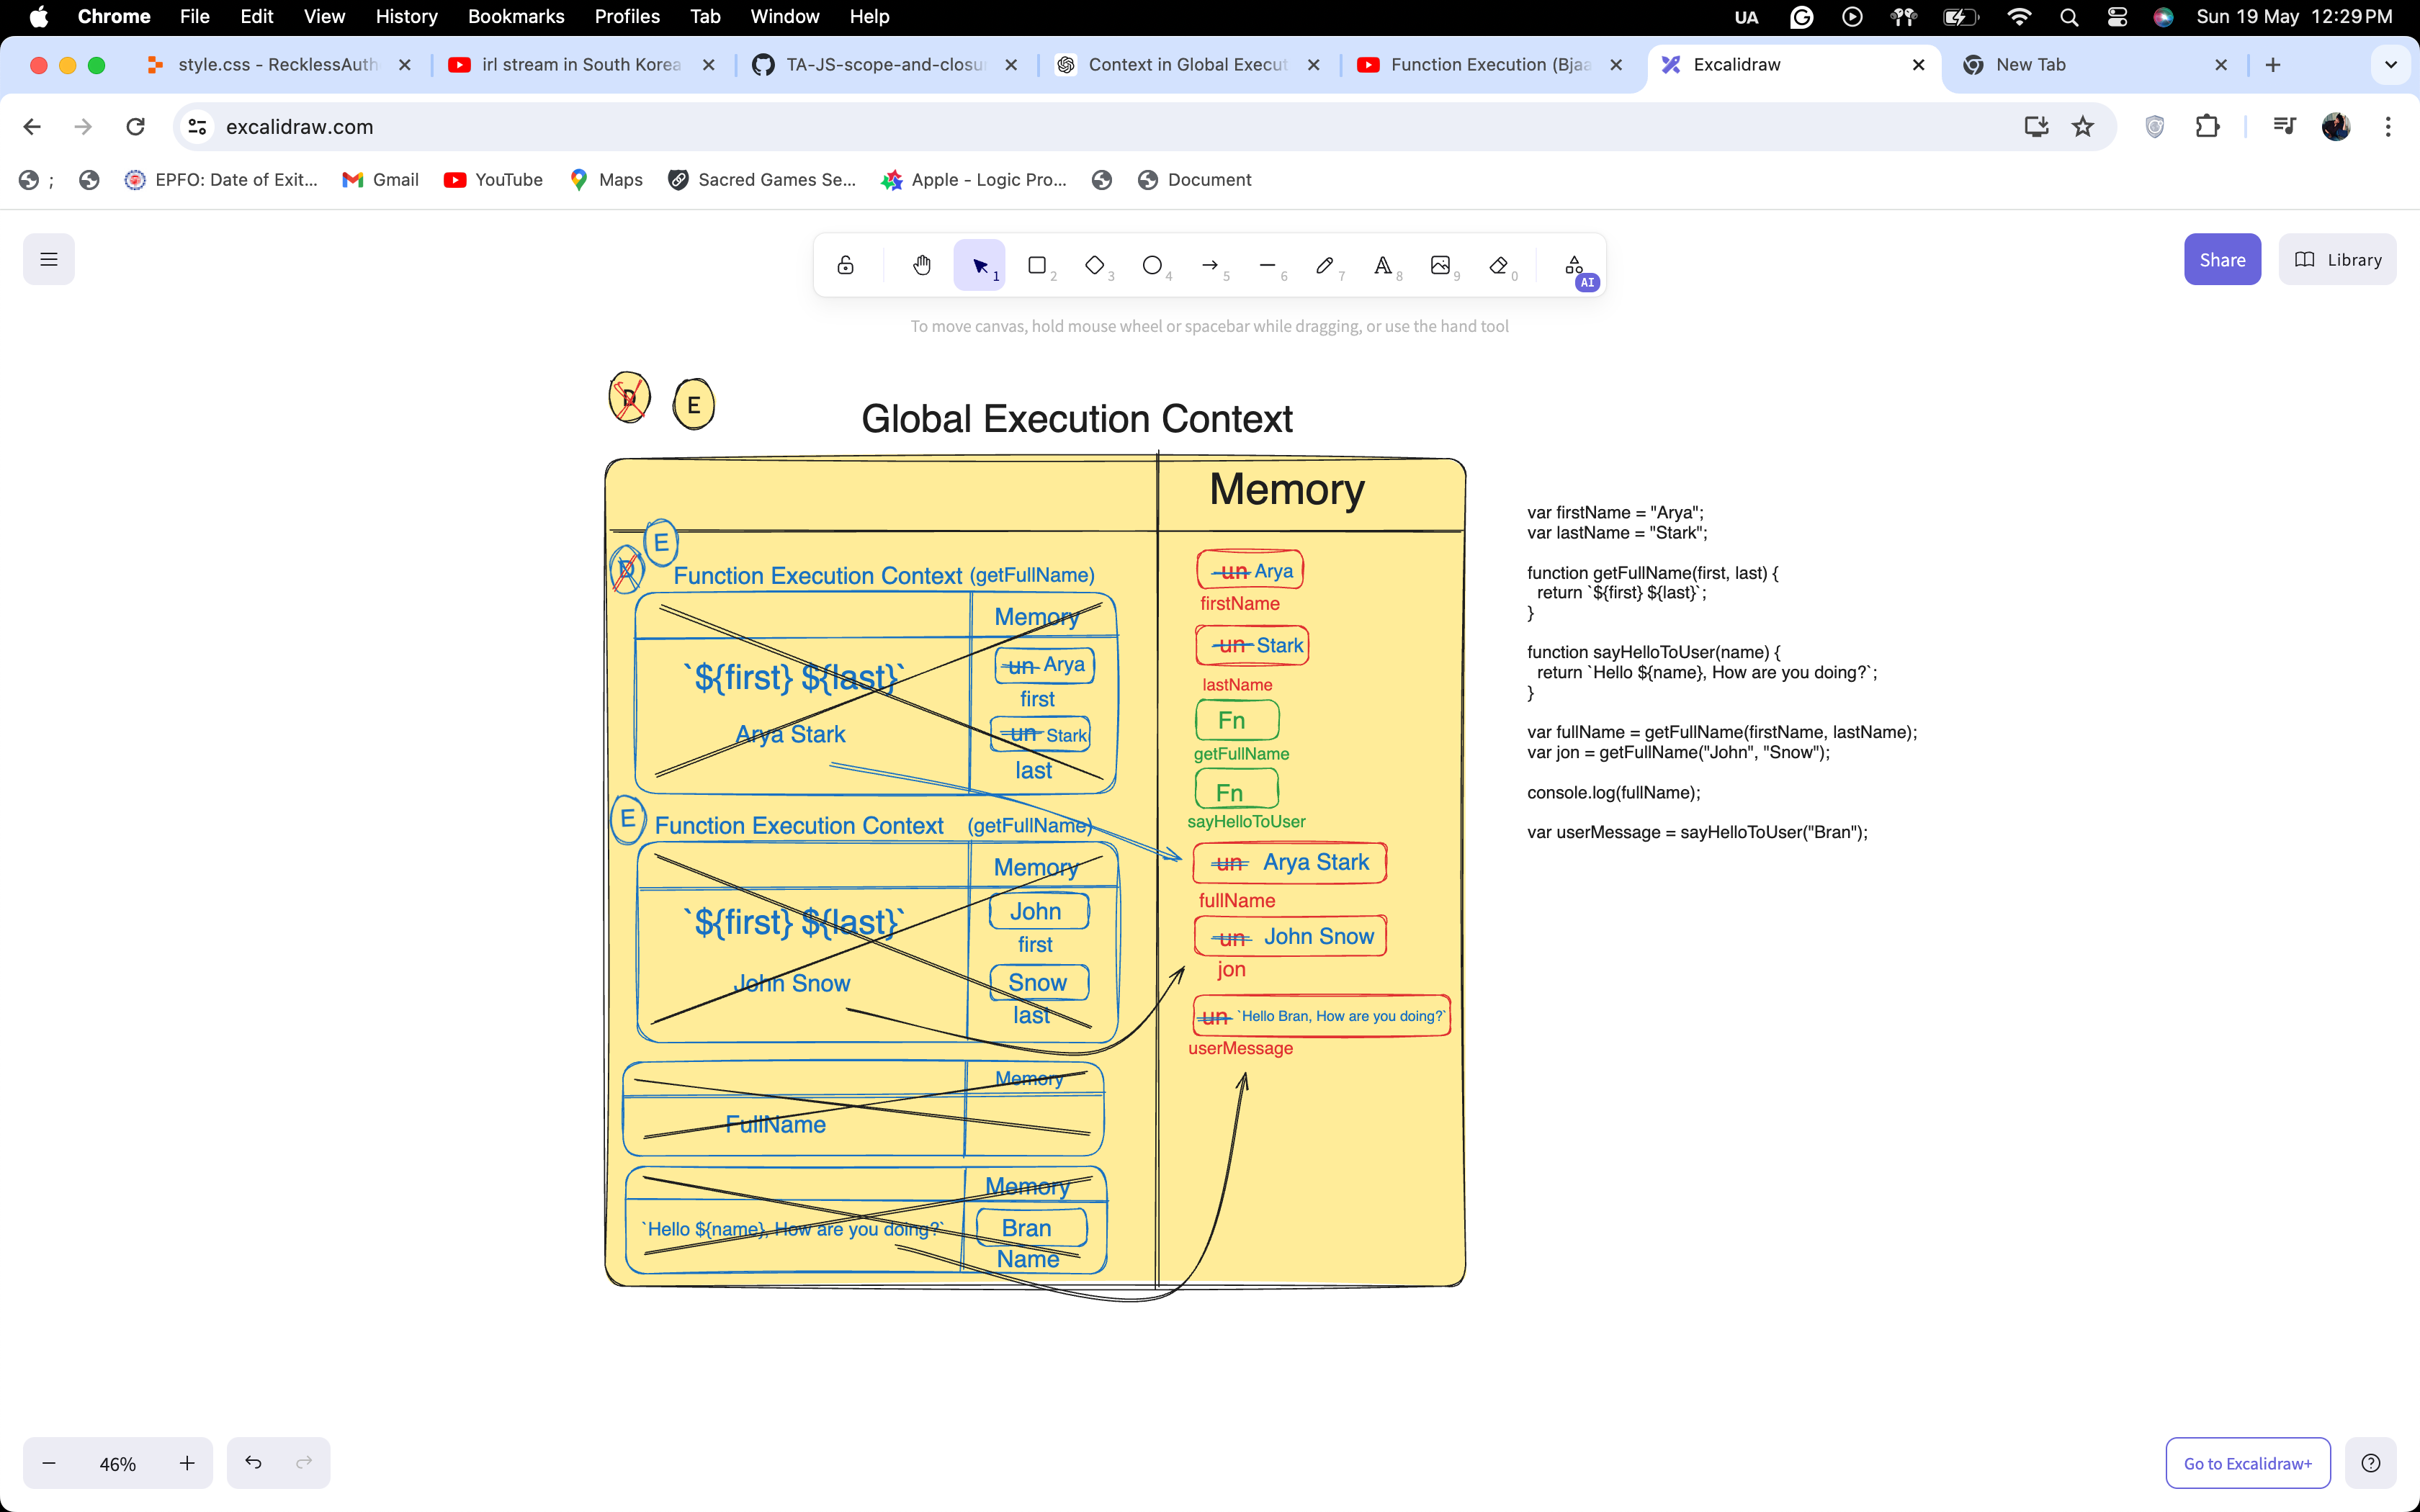 Chrome File Edit View History Bookmarks Profiles Tab Window Help UA Sun 19 May 12:29 PM
style.css - RecklessAuth irl stream in South Korea TA-JS-scope-and-closu Context in Global Execut Function Execution (Bjaa Excalidraw New Tab
excalidraw.com
; EPFO: Date of Exit... Gmail YouTube Maps Sacred Games Se... Apple - Logic Pro... Document
1 2 3 4 5 6 7 8 9 0 AI
Share Library
To move canvas, hold mouse wheel or spacebar while dragging, or use the hand tool
D E
Global Execution Context
Memory
E
D
Function Execution Context (getFullName)
Memory
`${first} ${last}`
un Arya
first
Arya Stark
un Stark
last
E
Function Execution Context (getFullName)
Memory
`${first} ${last}`
John
first
John Snow
Snow
last
Memory
FullName
Memory
`Hello ${name}, How are you doing?`
Bran
Name
un Arya
firstName
un Stark
lastName
Fn
getFullName
Fn
sayHelloToUser
un Arya Stark
fullName
un John Snow
jon
un `Hello Bran, How are you doing?`
userMessage
var firstName = "Arya";
var lastName = "Stark";
function getFullName(first, last) {
return `${first} ${last}`;
}
function sayHelloToUser(name) {
return `Hello ${name}, How are you doing?`;
}
var fullName = getFullName(firstName, lastName);
var jon = getFullName("John", "Snow");
console.log(fullName);
var userMessage = sayHelloToUser("Bran");
46%
Go to Excalidraw+